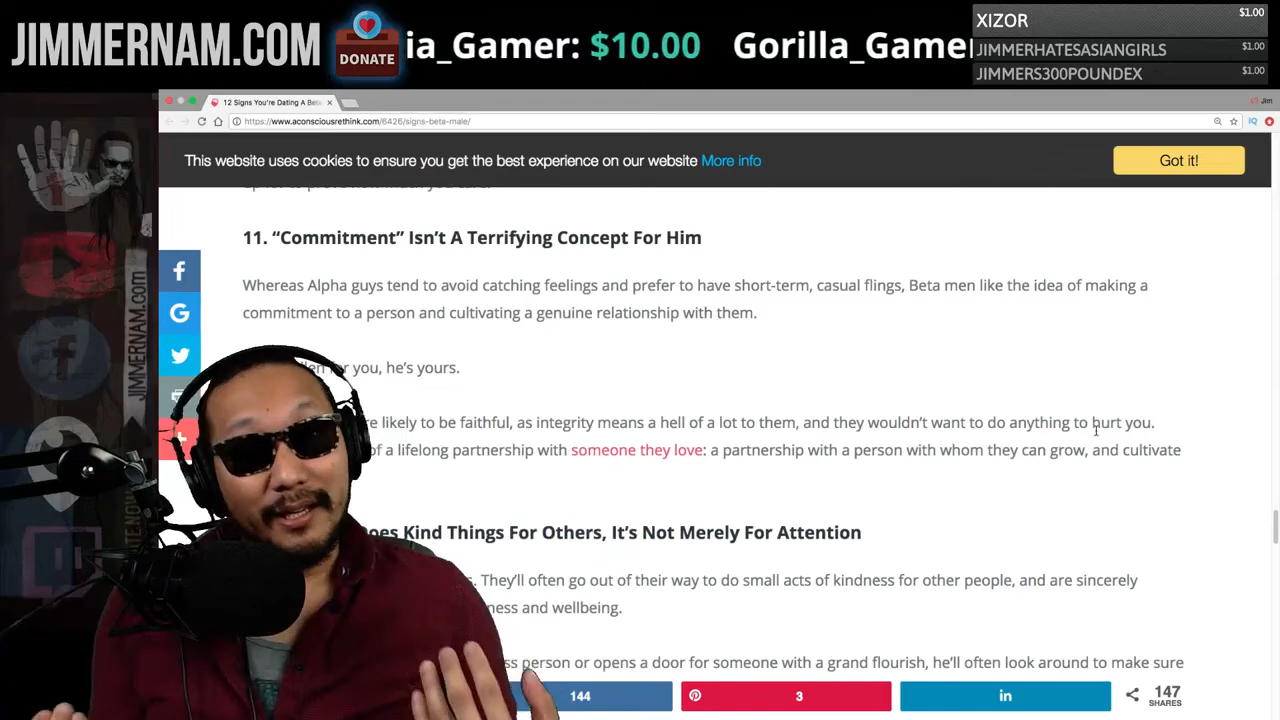 JIMMERNAM.COM
DONATE
ia_Gamer: $10.00 Gorilla_Gamer
XIZOR $1.00
JIMMERHATESASIANGIRLS $1.00
JIMMERS300POUNDEX $1.00
12 Signs You're Dating A Beta
Jim
https://www.aconsciousrethink.com/6426/signs-beta-male/
This website uses cookies to ensure you get the best experience on our website More info
Got it!
11. “Commitment” Isn’t A Terrifying Concept For Him
Whereas Alpha guys tend to avoid catching feelings and prefer to have short-term, casual flings, Beta men like the idea of making a
commitment to a person and cultivating a genuine relationship with them.
you, he’s yours.
likely to be faithful, as integrity means a hell of a lot to them, and they wouldn’t want to do anything to hurt you.
of a lifelong partnership with someone they love: a partnership with a person with whom they can grow, and cultivate
Does Kind Things For Others, It’s Not Merely For Attention
They’ll often go out of their way to do small acts of kindness for other people, and are sincerely
and wellbeing.
person or opens a door for someone with a grand flourish, he’ll often look around to make sure
144
3
147
SHARES
JIMMERNAM.COM